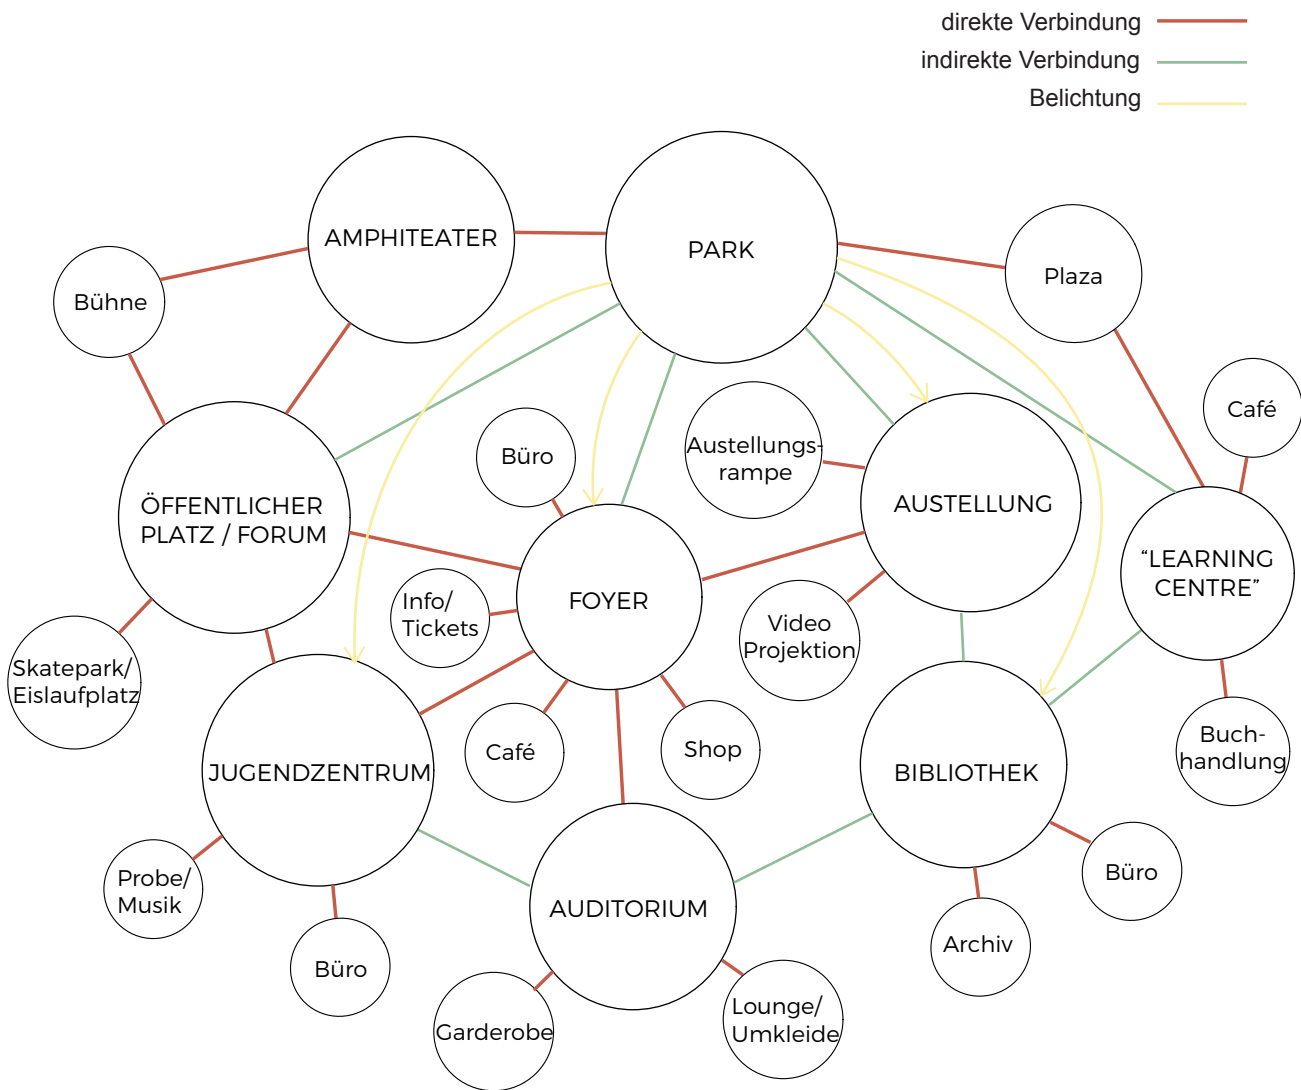 direkte Verbindung
indirekte Verbindung
Belichtung
AMPHITEATER
PARK
Plaza
Bühne
Café
Büro
Austellungs-
rampe
AUSTELLUNG
ÖFFENTLICHER
PLATZ / FORUM
“LEARNING
CENTRE”
FOYER
Info/
Tickets
Video
Projektion
Skatepark/
Eislaufplatz
JUGENDZENTRUM
Café
Shop
BIBLIOTHEK
Buch-
handlung
Probe/
Musik
Büro
AUDITORIUM
Büro
Archiv
Garderobe
Lounge/
Umkleide